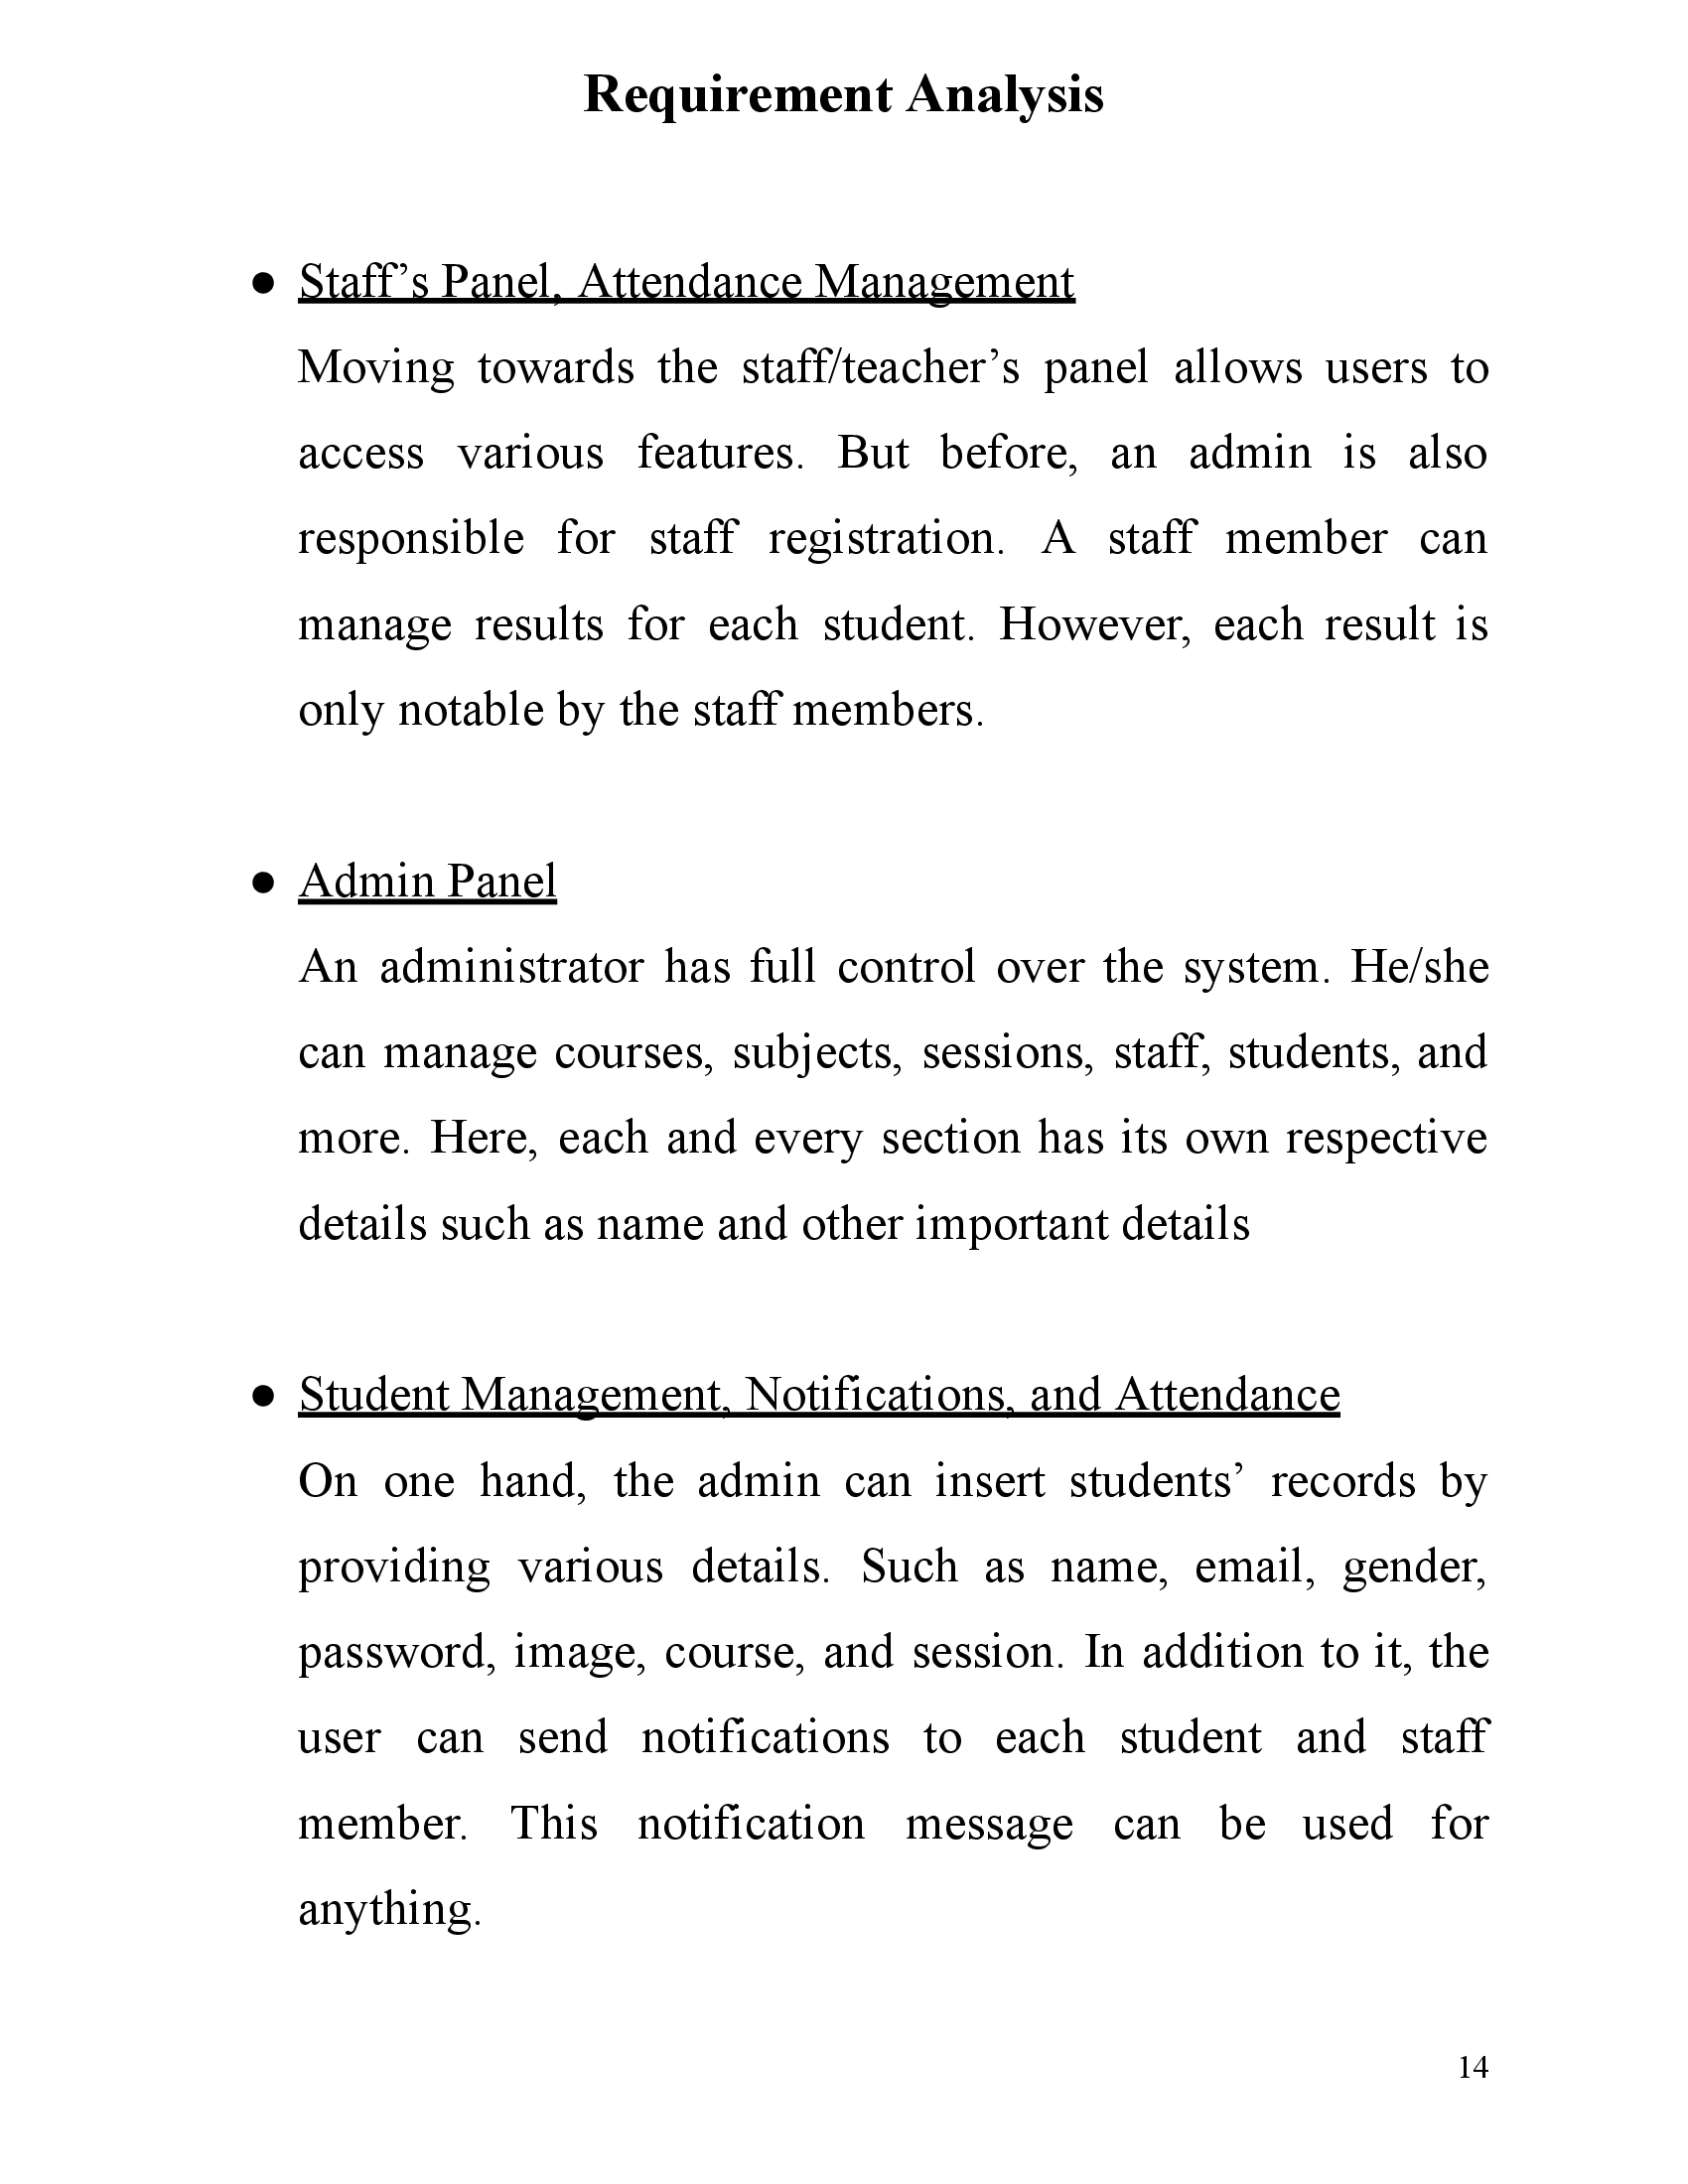 Requirement Analysis
● Staff’s Panel, Attendance Management
Moving towards the staff/teacher’s panel allows users to
access various features. But before, an admin is also
responsible for staff registration. A staff member can
manage results for each student. However, each result is
only notable by the staff members.
● Admin Panel
An administrator has full control over the system. He/she
can manage courses, subjects, sessions, staff, students, and
more. Here, each and every section has its own respective
details such as name and other important details
● Student Management, Notifications, and Attendance
On one hand, the admin can insert students’ records by
providing various details. Such as name, email, gender,
password, image, course, and session. In addition to it, the
user can send notifications to each student and staff
member. This notification message can be used for
anything.
14